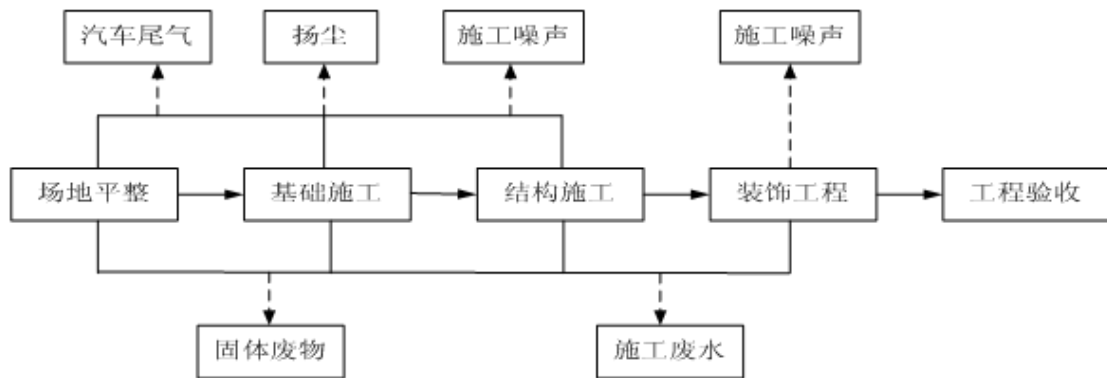 汽车尾气
扬尘
施工噪声
施工噪声
场地平整
基础施工
结构施工
装饰工程
工程验收
固体废物
施工废水